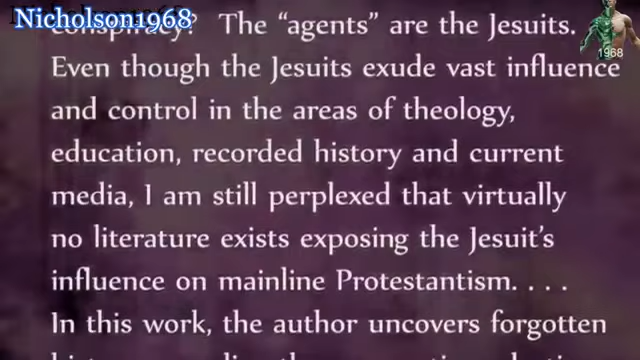 Nicholson1968
conspiracy? The “agents” are the Jesuits.
1968
Even though the Jesuits exude vast influence
and control in the areas of theology,
education, recorded history and current
media, I am still perplexed that virtually
no literature exists exposing the Jesuit’s
influence on mainline Protestantism. . . .
In this work, the author uncovers forgotten